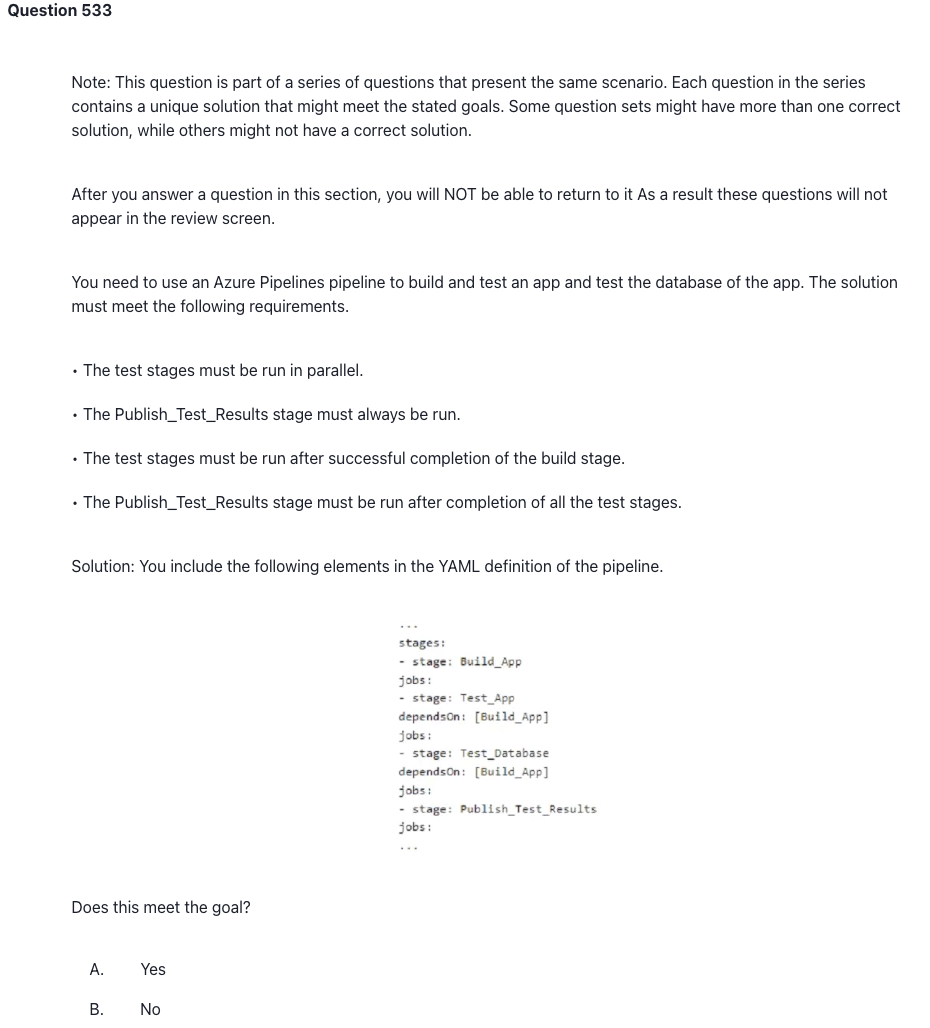 Question 533
Note: This question is part of a series of questions that present the same scenario. Each question in the series
contains a unique solution that might meet the stated goals. Some question sets might have more than one correct
solution, while others might not have a correct solution.
After you answer a question in this section, you will NOT be able to return to it As a result these questions will not
appear in the review screen.
You need to use an Azure Pipelines pipeline to build and test an app and test the database of the app. The solution
must meet the following requirements.
• The test stages must be run in parallel.
• The Publish_Test_Results stage must always be run.
• The test stages must be run after successful completion of the build stage.
• The Publish_Test_Results stage must be run after completion of all the test stages.
Solution: You include the following elements in the YAML definition of the pipeline.
...
stages:
- stage: Build_App
jobs:
- stage: Test_App
dependsOn: [Build_App]
jobs:
- stage: Test_Database
dependsOn: [Build_App]
jobs:
- stage: Publish_Test_Results
jobs:
...
Does this meet the goal?
A. Yes
B. No